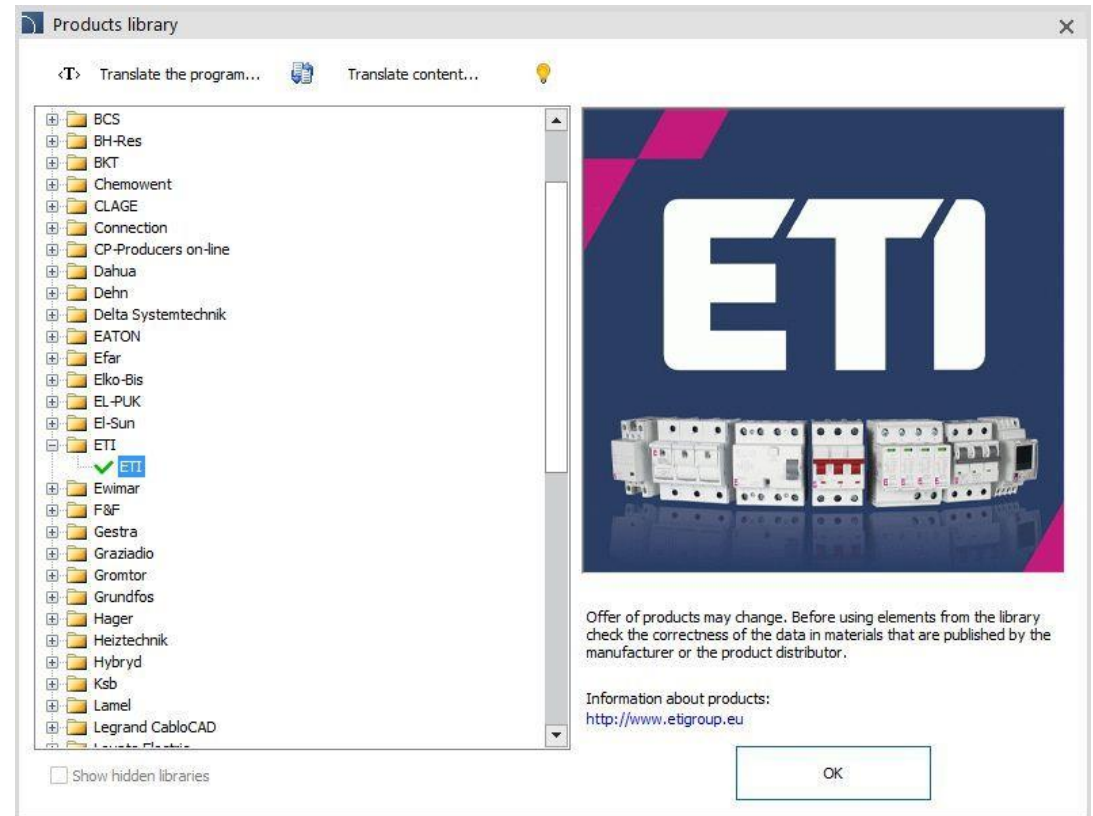 Products library
<T> Translate the program...
Translate content...
BCS
BH-Res
BKT
Chemowent
CLAGE
Connection
CP-Producers on-line
Dahua
Dehn
Delta Systemtechnik
EATON
Efar
Elko-Bis
EL-PUK
El-Sun
ETI
ETI
Ewimar
F&F
Gestra
Graziadio
Gromtor
Grundfos
Hager
Heiztechnik
Hybryd
Ksb
Lamel
Legrand CabloCAD
Show hidden libraries
ETI
Offer of products may change. Before using elements from the library
check the correctness of the data in materials that are published by the
manufacturer or the product distributor.
Information about products:
http://www.etigroup.eu
OK